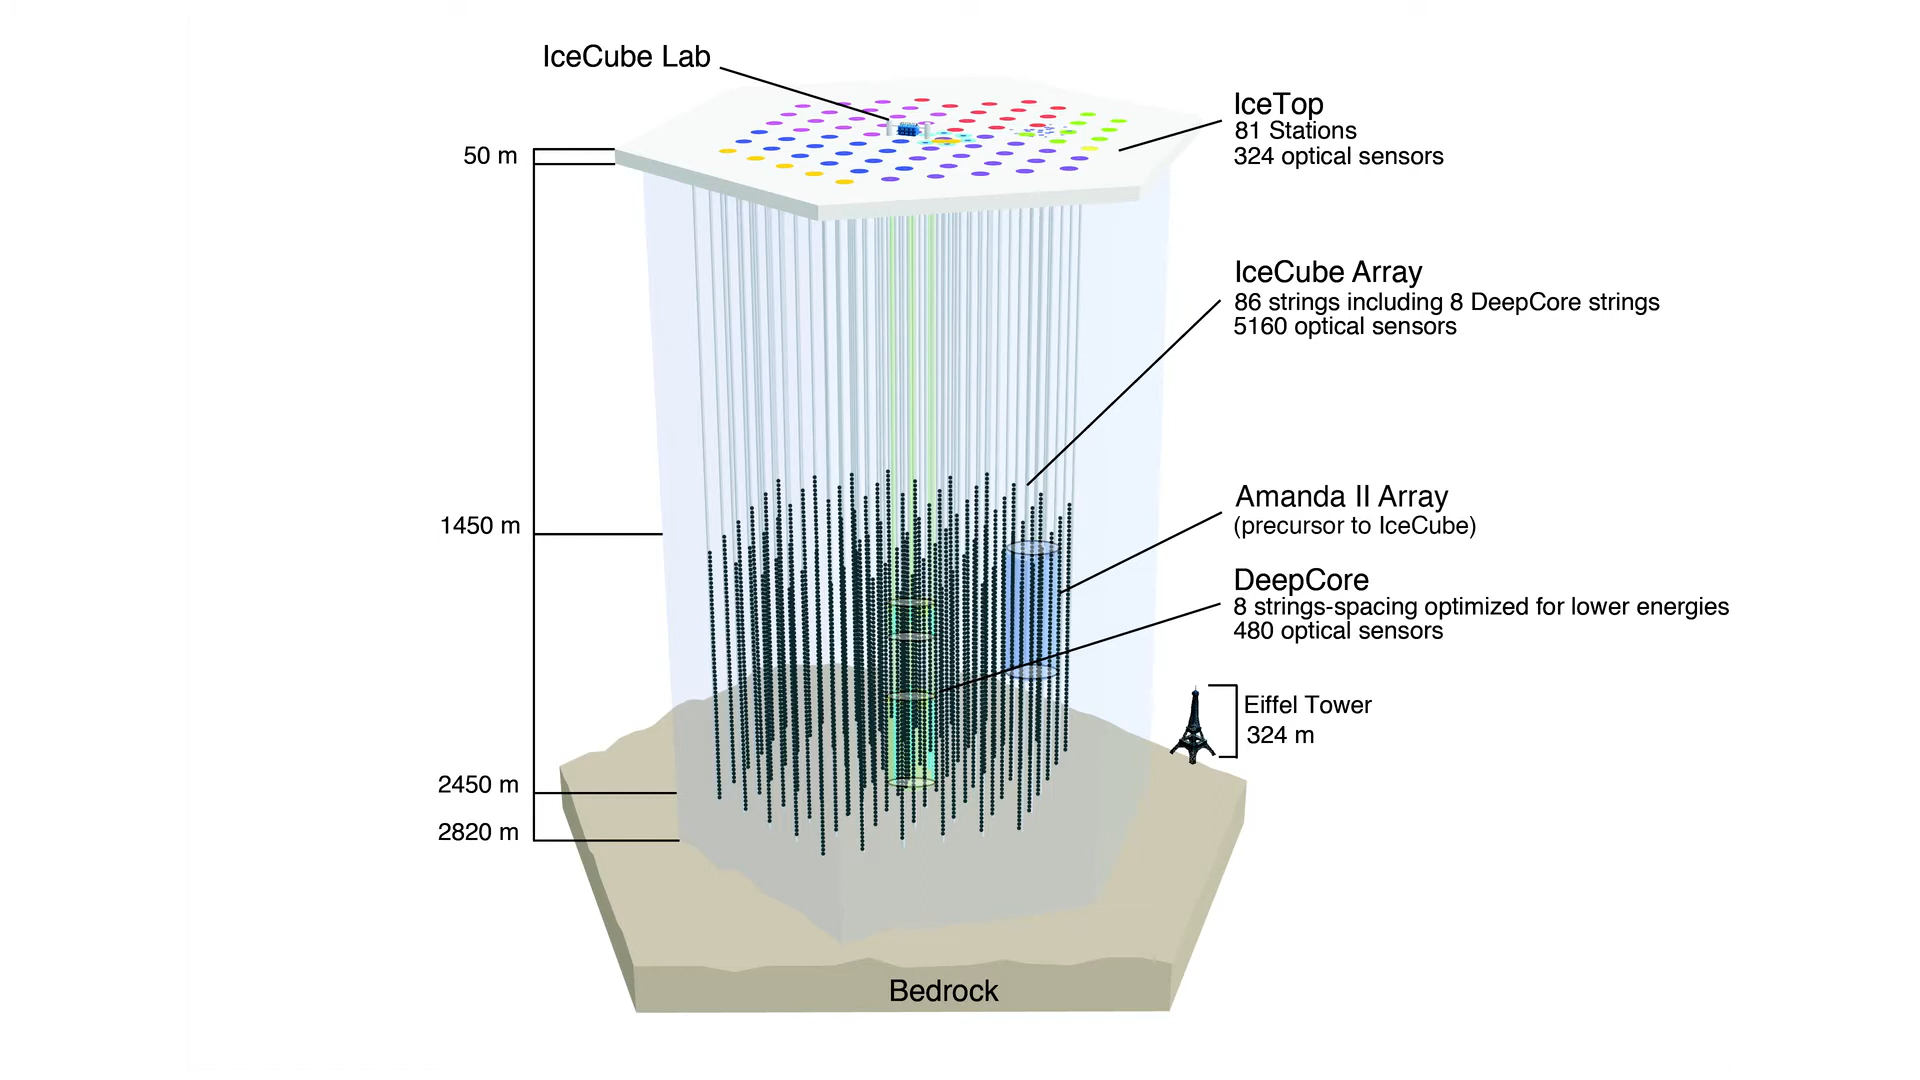 IceCube Lab
IceTop
81 Stations
324 optical sensors
50 m
IceCube Array
86 strings including 8 DeepCore strings
5160 optical sensors
Amanda II Array
(precursor to IceCube)
1450 m
DeepCore
8 strings-spacing optimized for lower energies
480 optical sensors
Eiffel Tower
324 m
2450 m
2820 m
Bedrock